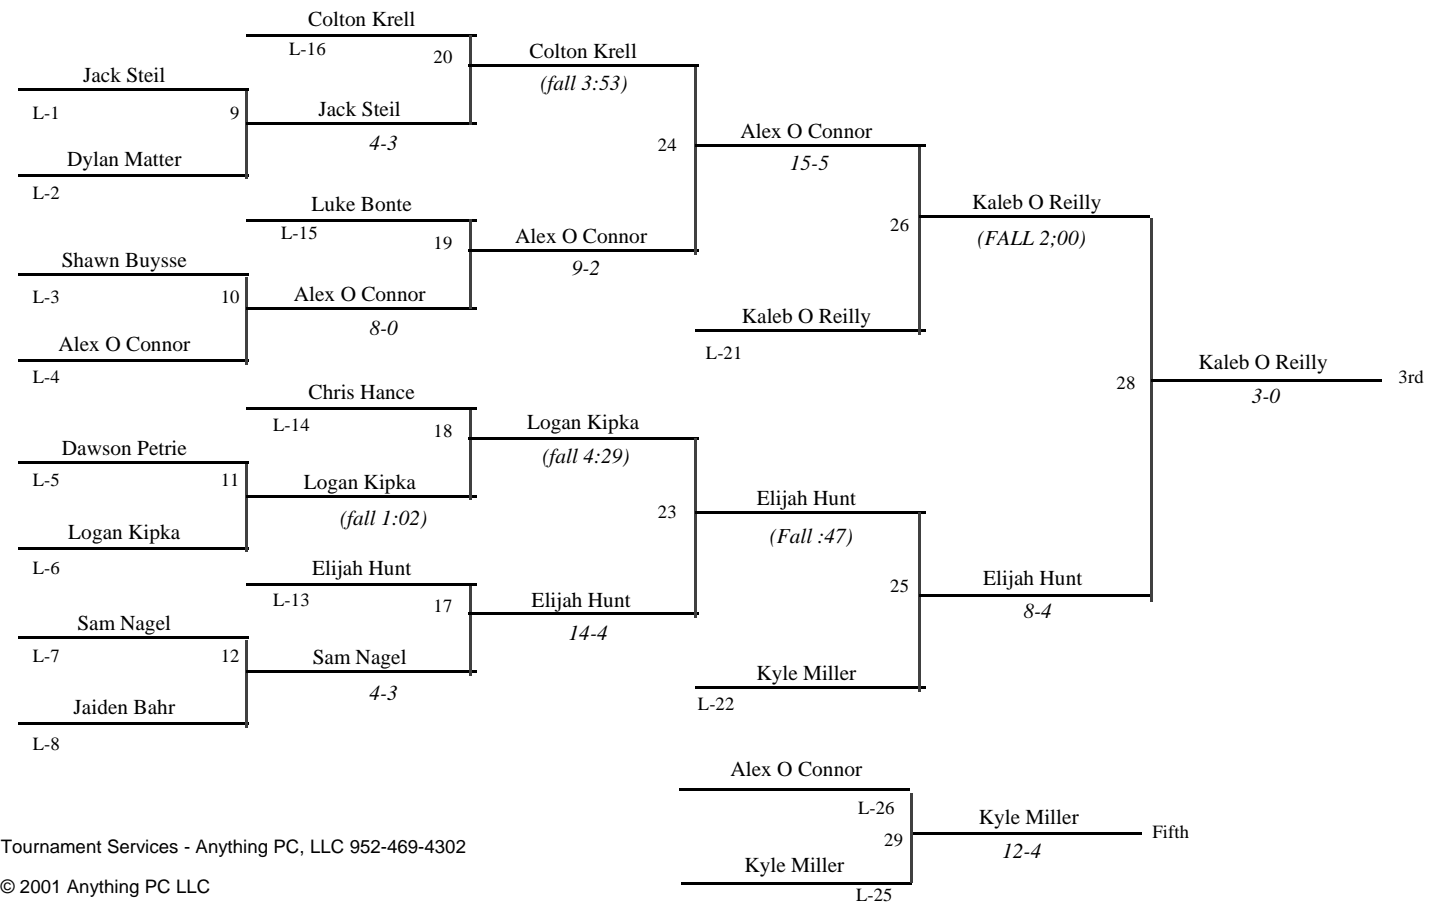 Colton Krell
L-16
20
Colton Krell
(fall 3:53)
Jack Steil
L-1
9
Jack Steil
4-3
24
Alex O Connor
15-5
Dylan Matter
L-2
Luke Bonte
L-15
19
Alex O Connor
9-2
26
Kaleb O Reilly
(FALL 2;00)
Shawn Buysse
L-3
10
Alex O Connor
8-0
Kaleb O Reilly
L-21
Alex O Connor
L-4
28
Kaleb O Reilly
3-0
3rd
Chris Hance
L-14
18
Logan Kipka
(fall 4:29)
Dawson Petrie
L-5
11
Logan Kipka
(fall 1:02)
23
Elijah Hunt
(Fall :47)
Logan Kipka
L-6
Elijah Hunt
L-13
17
Elijah Hunt
14-4
25
Elijah Hunt
8-4
Sam Nagel
L-7
12
Sam Nagel
4-3
Kyle Miller
L-22
Jaiden Bahr
L-8
Alex O Connor
L-26
29
Kyle Miller
12-4
Fifth
Kyle Miller
L-25
Tournament Services - Anything PC, LLC 952-469-4302
© 2001 Anything PC LLC